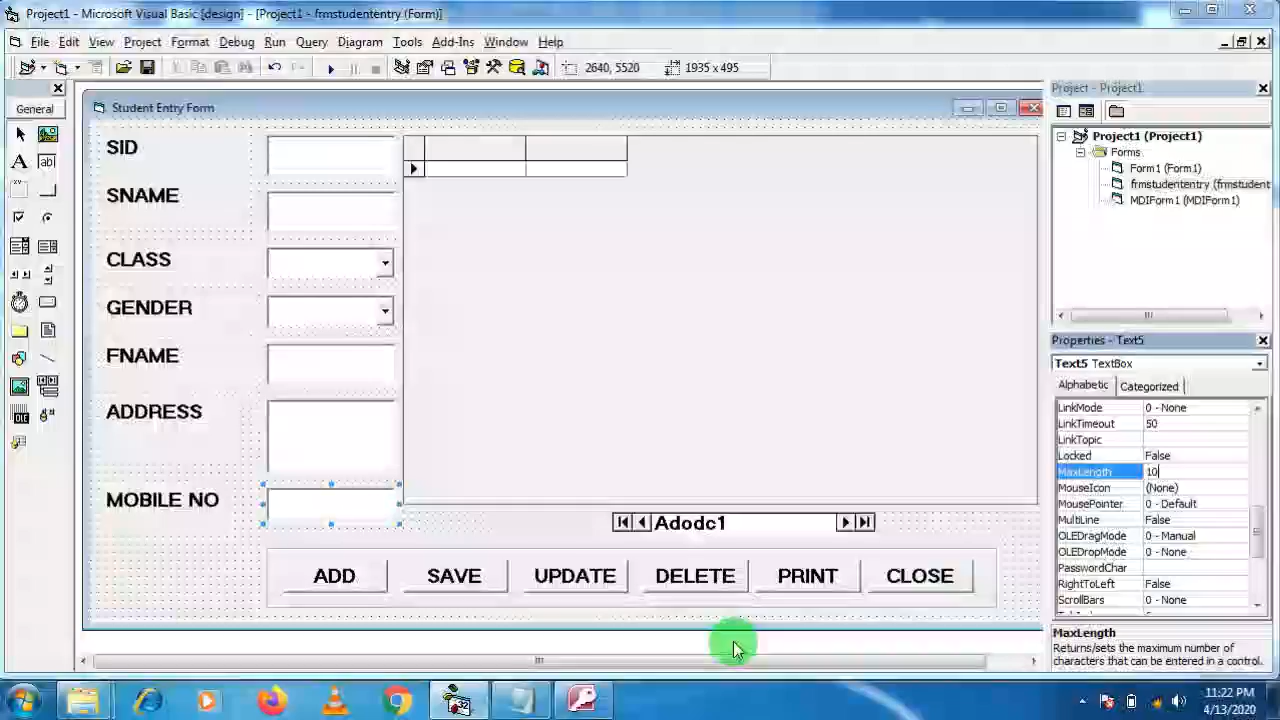 Project1 - Microsoft Visual Basic [design] - [Project1 - frmstudententry (Form)]
File Edit View Project Format Debug Run Query Diagram Tools Add-Ins Window Help
2640, 5520 1935 x 495
General
Student Entry Form
SID
SNAME
CLASS
GENDER
FNAME
ADDRESS
MOBILE NO
Adodc1
ADD SAVE UPDATE DELETE PRINT CLOSE
Project - Project1
Project1 (Project1)
Forms
Form1 (Form1)
frmstudententry (frmstudent
MDIForm1 (MDIForm1)
Properties - Text5
Text5 TextBox
Alphabetic Categorized
LinkMode 0 - None
LinkTimeout 50
LinkTopic
Locked False
MaxLength 10
MouseIcon (None)
MousePointer 0 - Default
MultiLine False
OLEDragMode 0 - Manual
OLEDropMode 0 - None
PasswordChar
RightToLeft False
ScrollBars 0 - None
MaxLength
Returns/sets the maximum number of
characters that can be entered in a control.
11:22 PM
4/13/2020